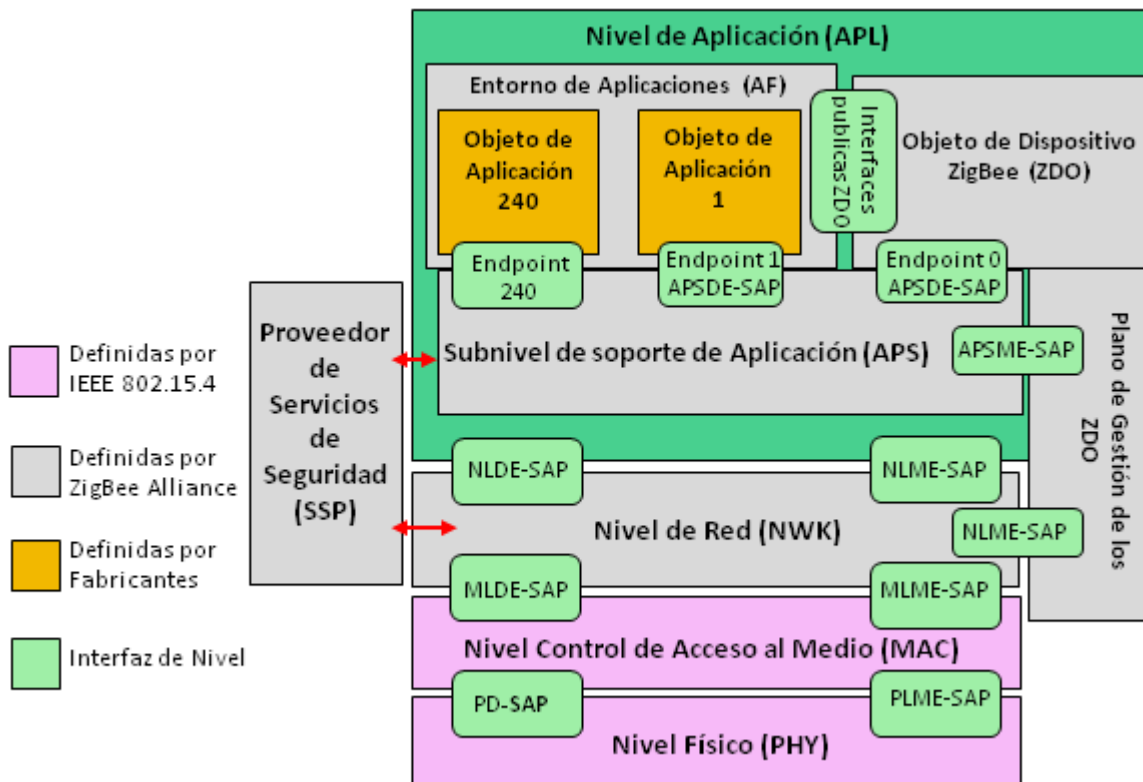 Nivel de Aplicación (APL)
Entorno de Aplicaciones (AF)
Objeto de
Aplicación
240
Objeto de
Aplicación
1
Interfaces
publicasZDO
Objeto de Dispositivo
ZigBee (ZDO)
Endpoint
240
Endpoint 1
APSDE-SAP
Endpoint 0
APSDE-SAP
Proveedor
de
Servicios
de
Seguridad
(SSP)
Subnivel de soporte de Aplicación (APS)
APSME-SAP
Plano de Gestión de los
ZDO
Definidas por
IEEE 802.15.4
Definidas por
ZigBee Alliance
Definidas por
Fabricantes
Interfaz de Nivel
NLDE-SAP
NLME-SAP
Nivel de Red (NWK)
NLME-SAP
MLDE-SAP
MLME-SAP
Nivel Control de Acceso al Medio (MAC)
PD-SAP
PLME-SAP
Nivel Físico (PHY)